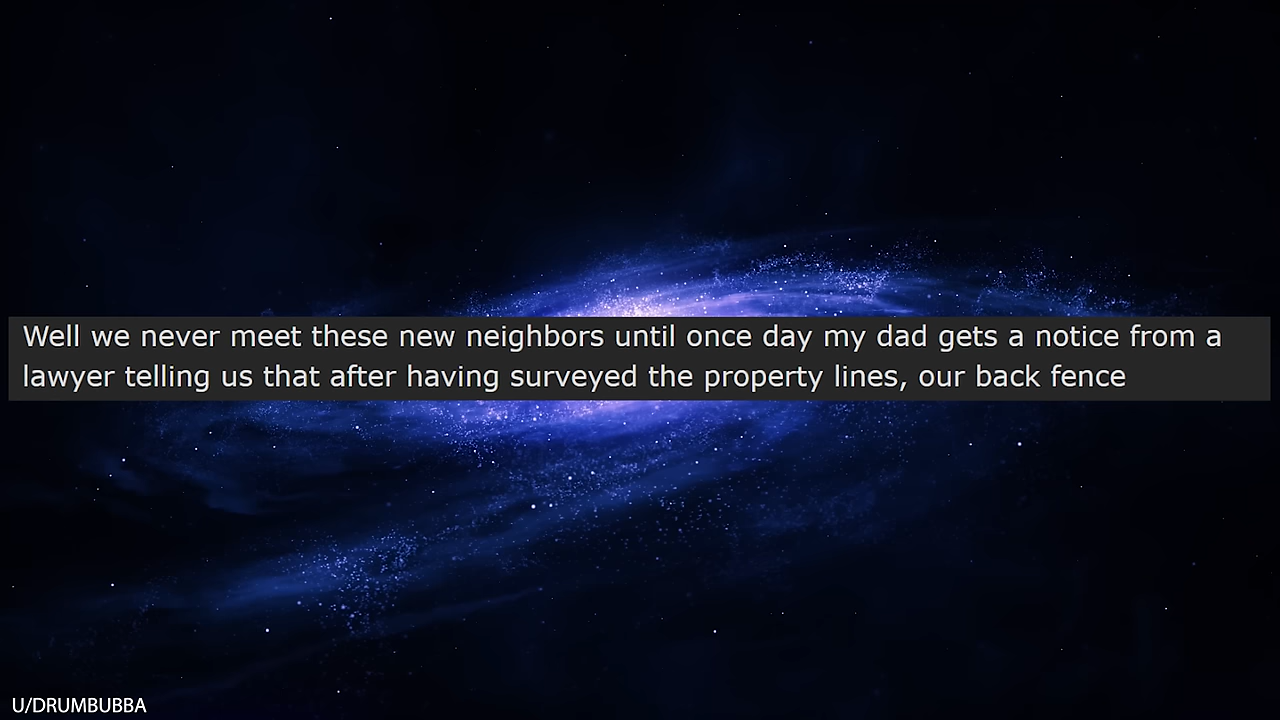 Well we never meet these new neighbors until once day my dad gets a notice from a
lawyer telling us that after having surveyed the property lines, our back fence
U/DRUMBUBBA